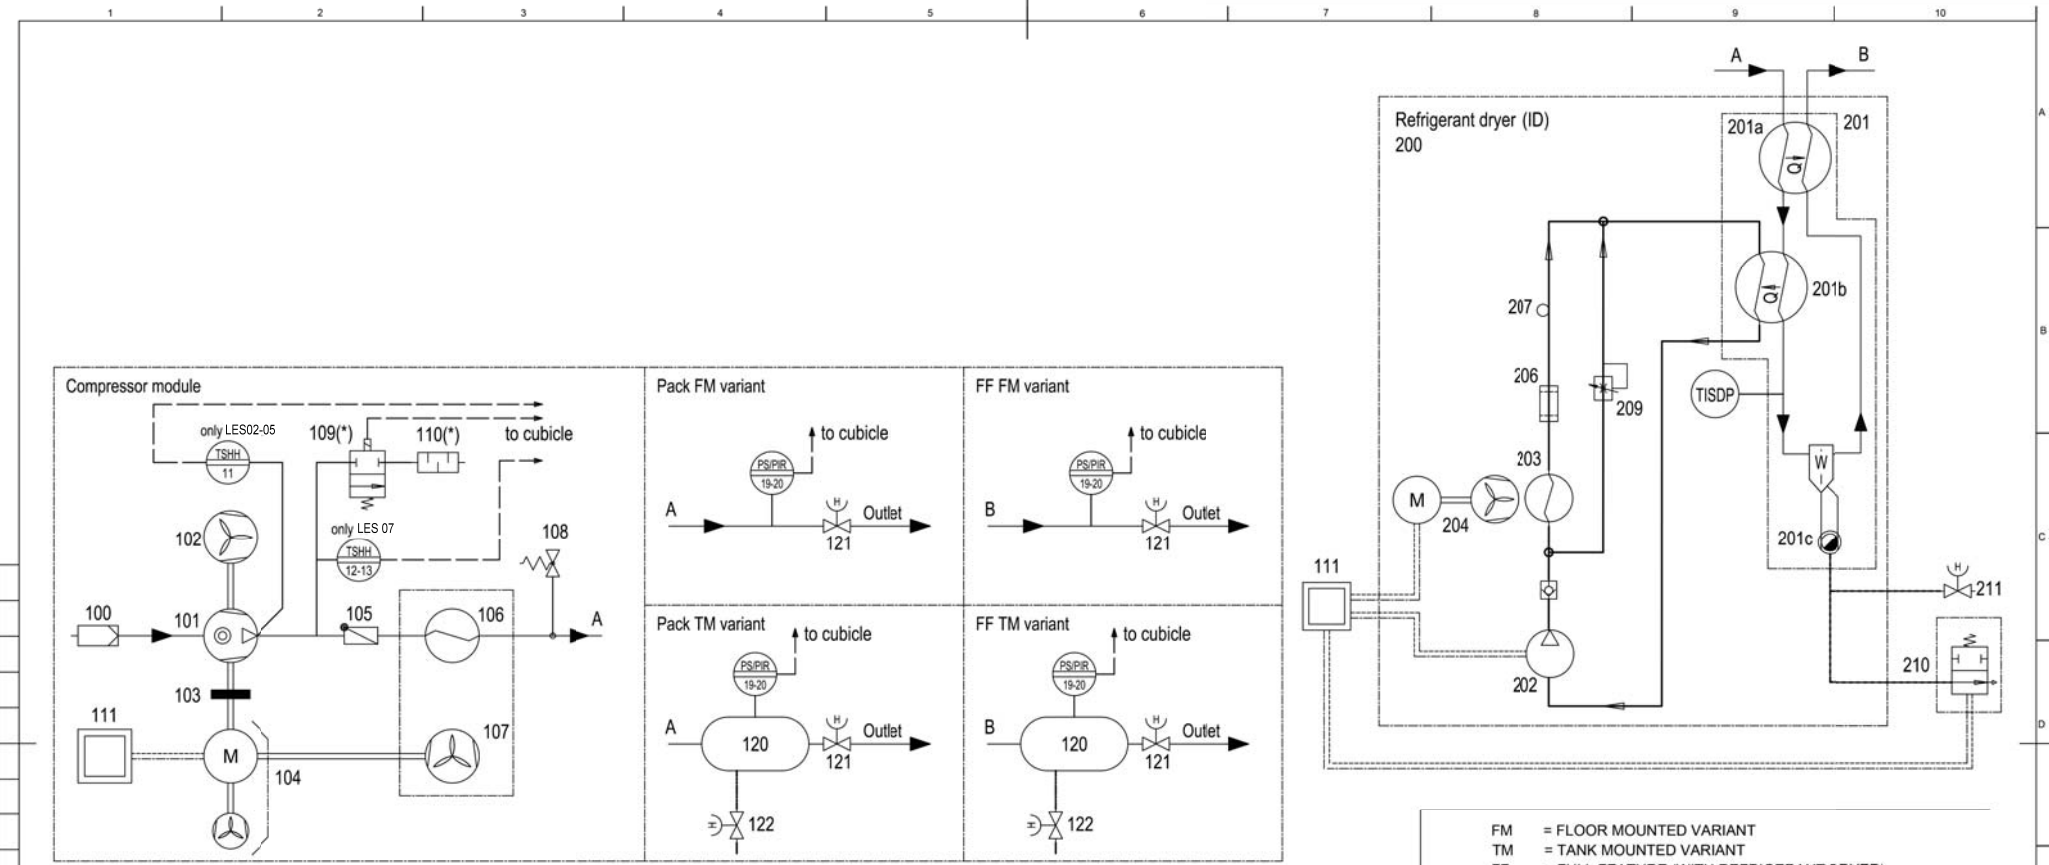 1 2 3 4 5 6 7 8 9 10
A B
A
Refrigerant dryer (ID)
200
201a 201
Q
Q
201b
207
B
206
TISDP
209
Compressor module
Pack FM variant
FF FM variant
only LES02-05
109(*)
110(*)
to cubicle
to cubicle
to cubicle
TSHH
11
PS/PIR
19-20
PS/PIR
19-20
W
203
M
204
H
H
A
Outlet
B
Outlet
102
only LES 07
108
121
121
TSHH
12-13
201c
C
111
H
211
100
101
105
106
A
Pack TM variant
to cubicle
FF TM variant
to cubicle
PS/PIR
19-20
PS/PIR
19-20
210
202
103
111
107
M
104
A
120
H
Outlet
121
B
120
H
Outlet
121
D
H
122
H
122
FM = FLOOR MOUNTED VARIANT
TM = TANK MOUNTED VARIANT